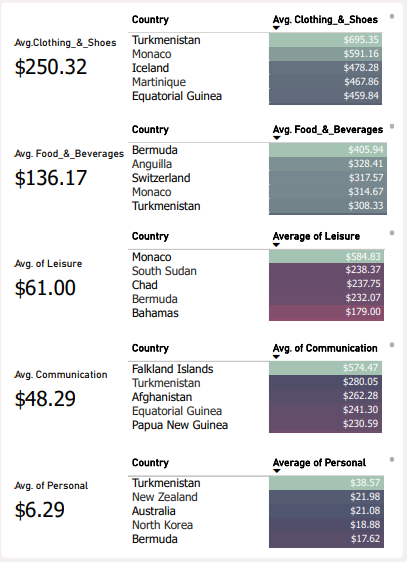 Country Avg. Clothing_&_Shoes
Avg.Clothing_&_Shoes
$250.32
Turkmenistan $695.35
Monaco $591.16
Iceland $478.28
Martinique $467.86
Equatorial Guinea $459.84
Country Avg. Food_&_Beverages
Avg. Food_&_Beverages
$136.17
Bermuda $405.94
Anguilla $328.41
Switzerland $317.57
Monaco $314.67
Turkmenistan $308.33
Country Average of Leisure
Avg. of Leisure
$61.00
Monaco $584.83
South Sudan $238.37
Chad $237.75
Bermuda $232.07
Bahamas $179.00
Country Avg. of Communication
Avg. Communication
$48.29
Falkland Islands $574.47
Turkmenistan $280.05
Afghanistan $262.28
Equatorial Guinea $241.30
Papua New Guinea $230.59
Country Average of Personal
Avg. of Personal
$6.29
Turkmenistan $38.57
New Zealand $21.98
Australia $21.08
North Korea $18.88
Bermuda $17.62